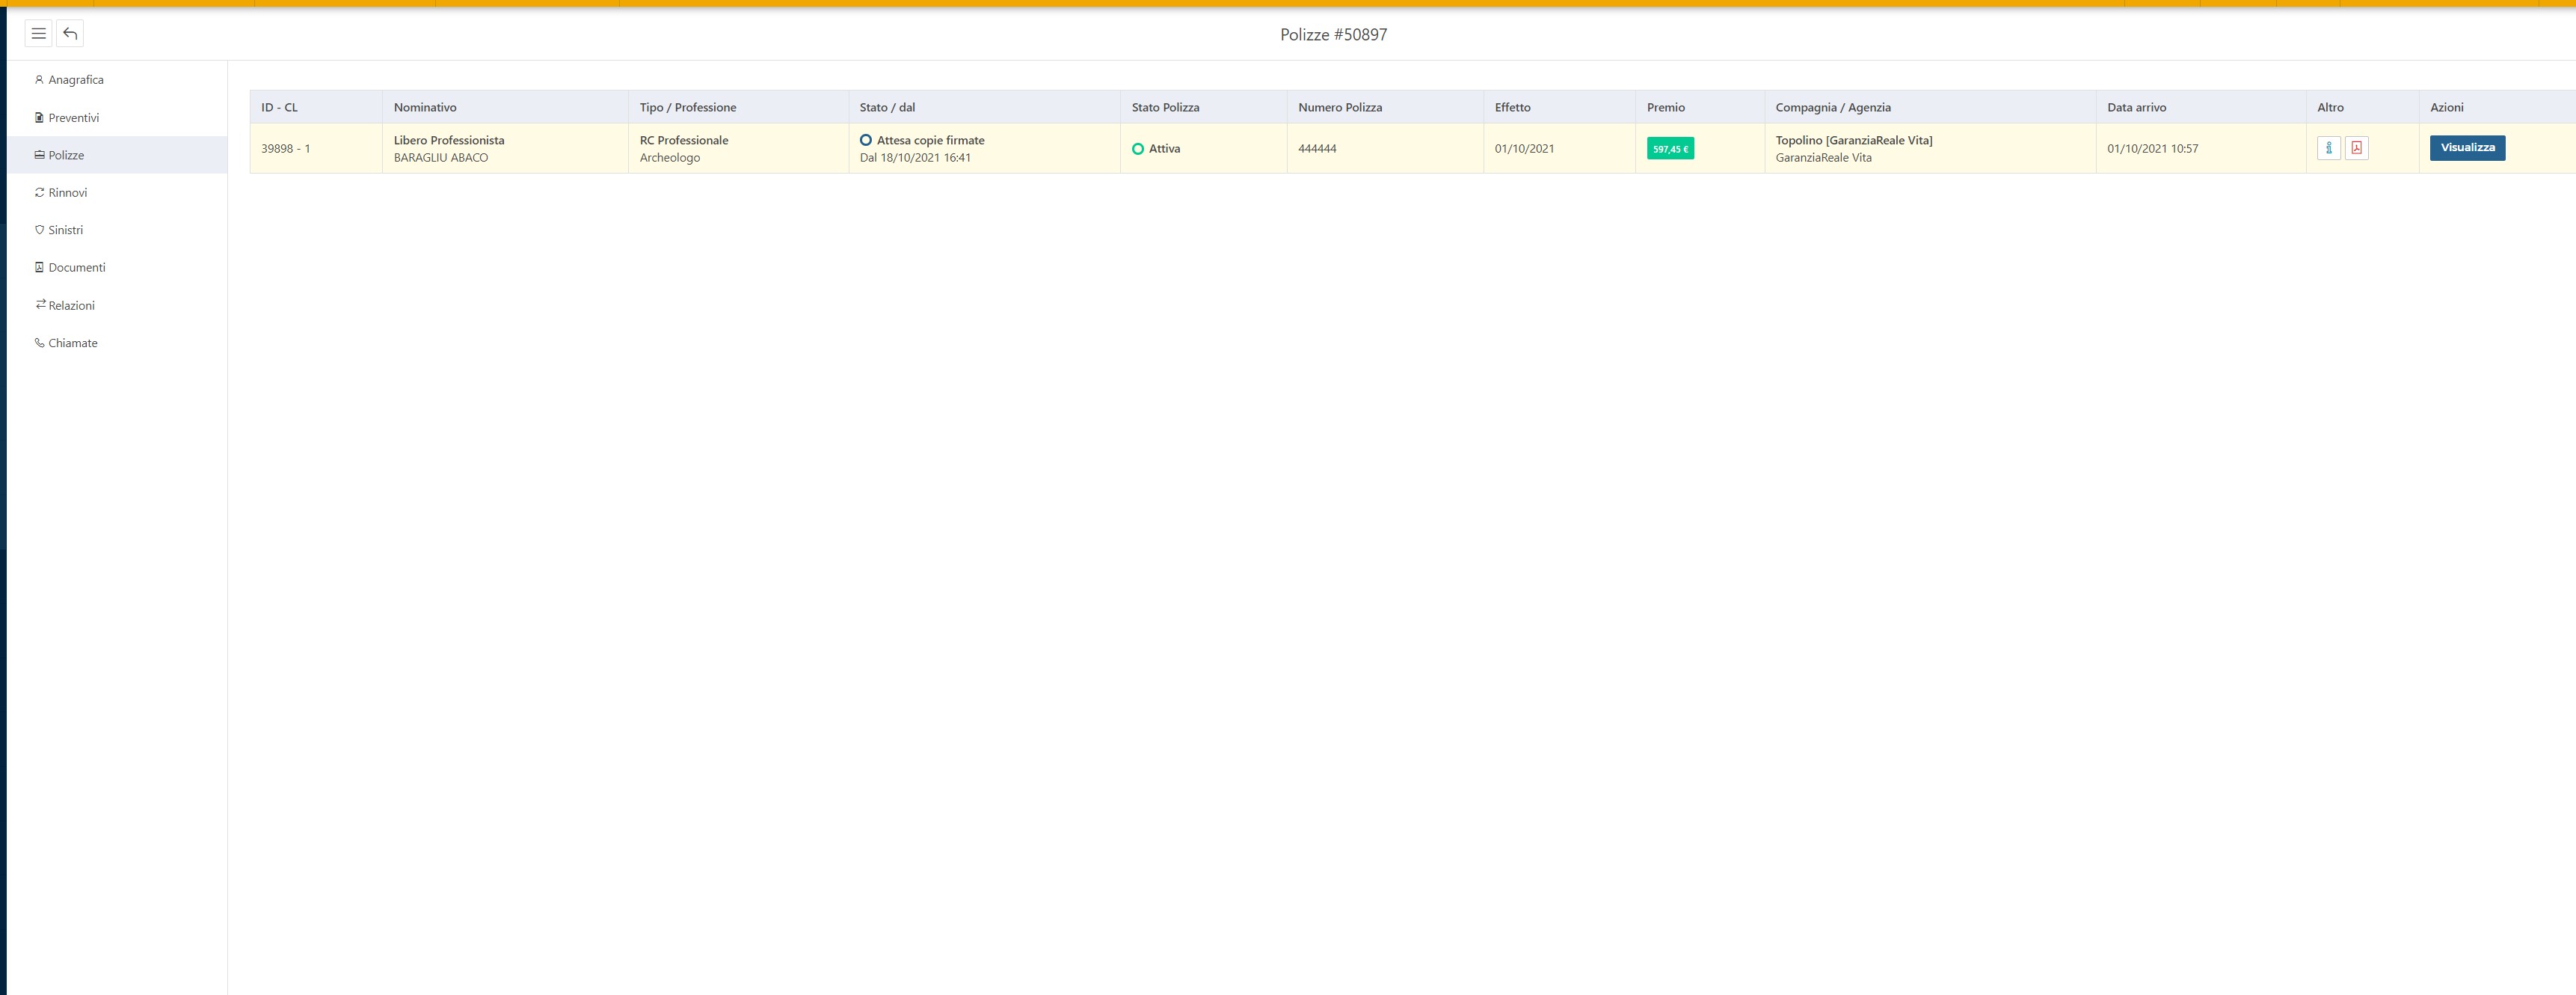 Polizze #50897
Anagrafica
Preventivi
Polizze
Rinnovi
Sinistri
Documenti
Relazioni
Chiamate
ID - CL Nominativo Tipo / Professione Stato / dal Stato Polizza Numero Polizza Effetto Premio Compagnia / Agenzia Data arrivo Altro Azioni
39898 - 1 Libero Professionista RC Professionale Attesa copie firmate Attiva 444444 01/10/2021 597,45 € Topolino [GaranziaReale Vita] 01/10/2021 10:57 Visualizza
BARAGLIU ABACO Archeologo Dal 18/10/2021 16:41 GaranziaReale Vita